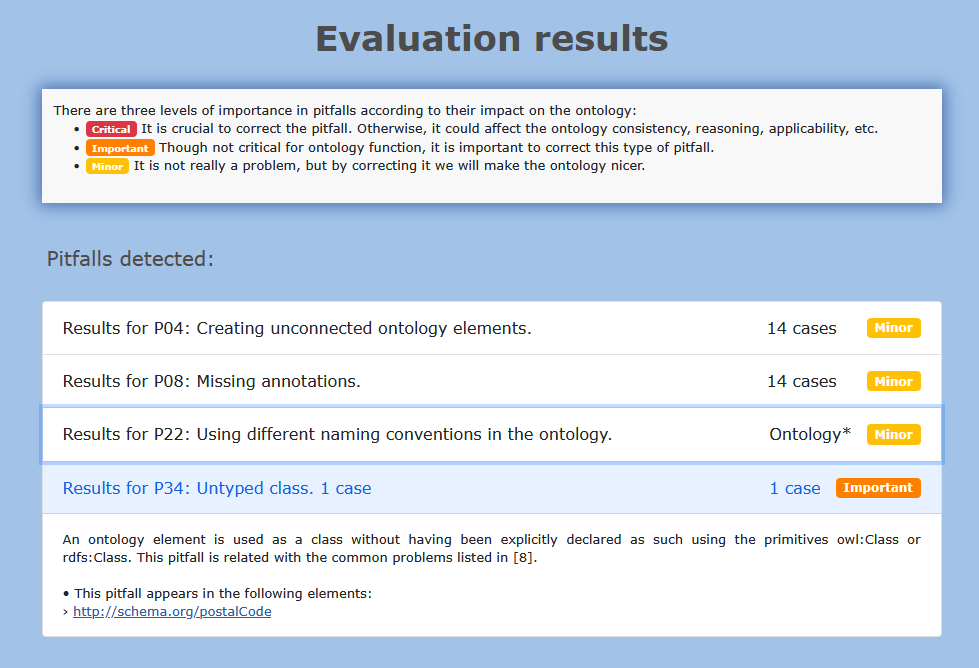 Evaluation results
There are three levels of importance in pitfalls according to their impact on the ontology:
• Critical It is crucial to correct the pitfall. Otherwise, it could affect the ontology consistency, reasoning, applicability, etc.
• Important Though not critical for ontology function, it is important to correct this type of pitfall.
• Minor It is not really a problem, but by correcting it we will make the ontology nicer.
Pitfalls detected:
Results for P04: Creating unconnected ontology elements. 14 cases Minor
Results for P08: Missing annotations. 14 cases Minor
Results for P22: Using different naming conventions in the ontology. Ontology* Minor
Results for P34: Untyped class. 1 case 1 case Important
An ontology element is used as a class without having been explicitly declared as such using the primitives owl:Class or
rdfs:Class. This pitfall is related with the common problems listed in [8].
• This pitfall appears in the following elements:
› http://schema.org/postalCode